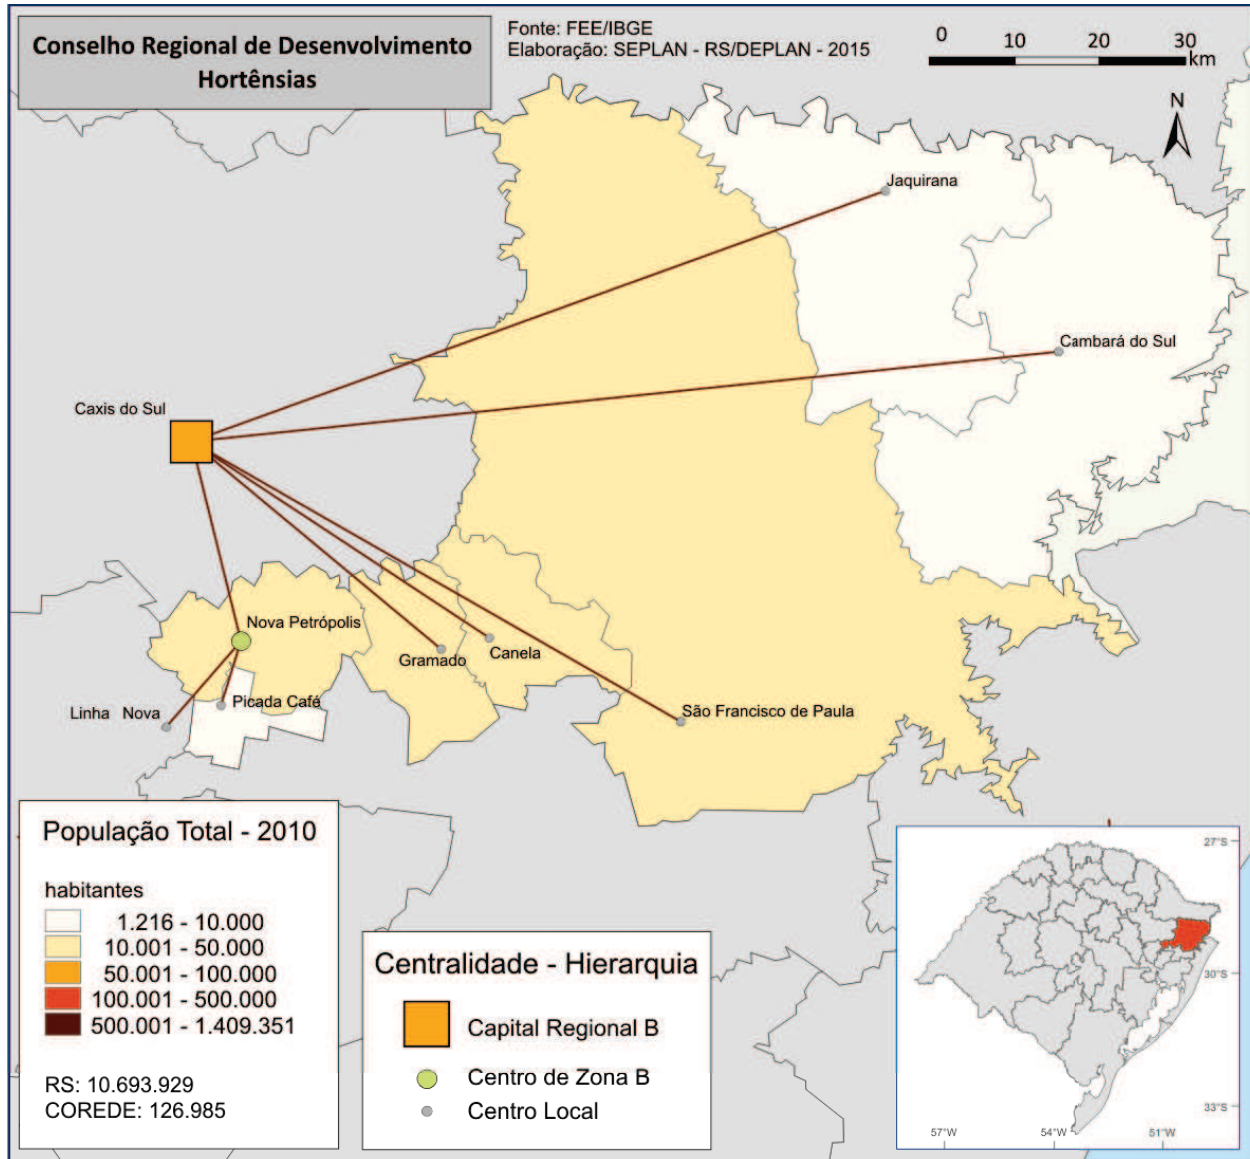 Conselho Regional de Desenvolvimento
Hortênsias
Fonte: FEE/IBGE
Elaboração: SEPLAN - RS/DEPLAN - 2015
0 10 20 30
km
N
Jaquirana
Cambará do Sul
Caxis do Sul
Nova Petrópolis
Gramado
Canela
Picada Café
Linha Nova
São Francisco de Paula
População Total - 2010
habitantes
1.216 - 10.000
10.001 - 50.000
50.001 - 100.000
100.001 - 500.000
500.001 - 1.409.351
RS: 10.693.929
COREDE: 126.985
Centralidade - Hierarquia
Capital Regional B
Centro de Zona B
Centro Local
27°S
30°S
33°S
57°W 54°W 51°W